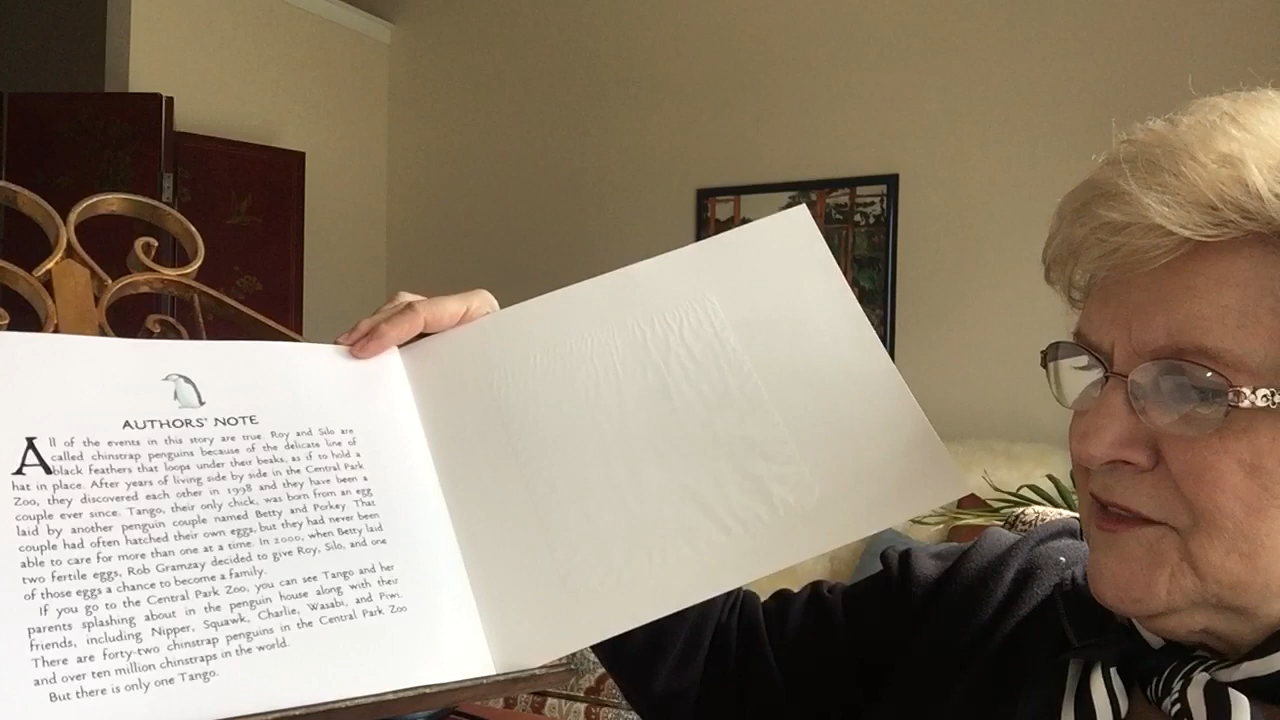 AUTHORS' NOTE
All of the events in this story are true. Roy and Silo are
called chinstrap penguins because of the delicate line of
black feathers that loops under their beaks, as if to hold a
hat in place. After years of living side by side in the Central Park
Zoo, they discovered each other in 1998 and they have been a
couple ever since. Tango, their only chick, was born from an egg
laid by another penguin couple named Betty and Porkey. That
couple had often hatched their own eggs, but they had never been
able to care for more than one at a time. In 2000, when Betty laid
two fertile eggs, Rob Gramzay decided to give Roy, Silo, and one
of those eggs a chance to become a family.
If you go to the Central Park Zoo, you can see Tango and her
parents splashing about in the penguin house along with their
friends, including Nipper, Squawk, Charlie, Wasabi, and Piwi.
There are forty-two chinstrap penguins in the Central Park Zoo
and over ten million chinstraps in the world.
But there is only one Tango.